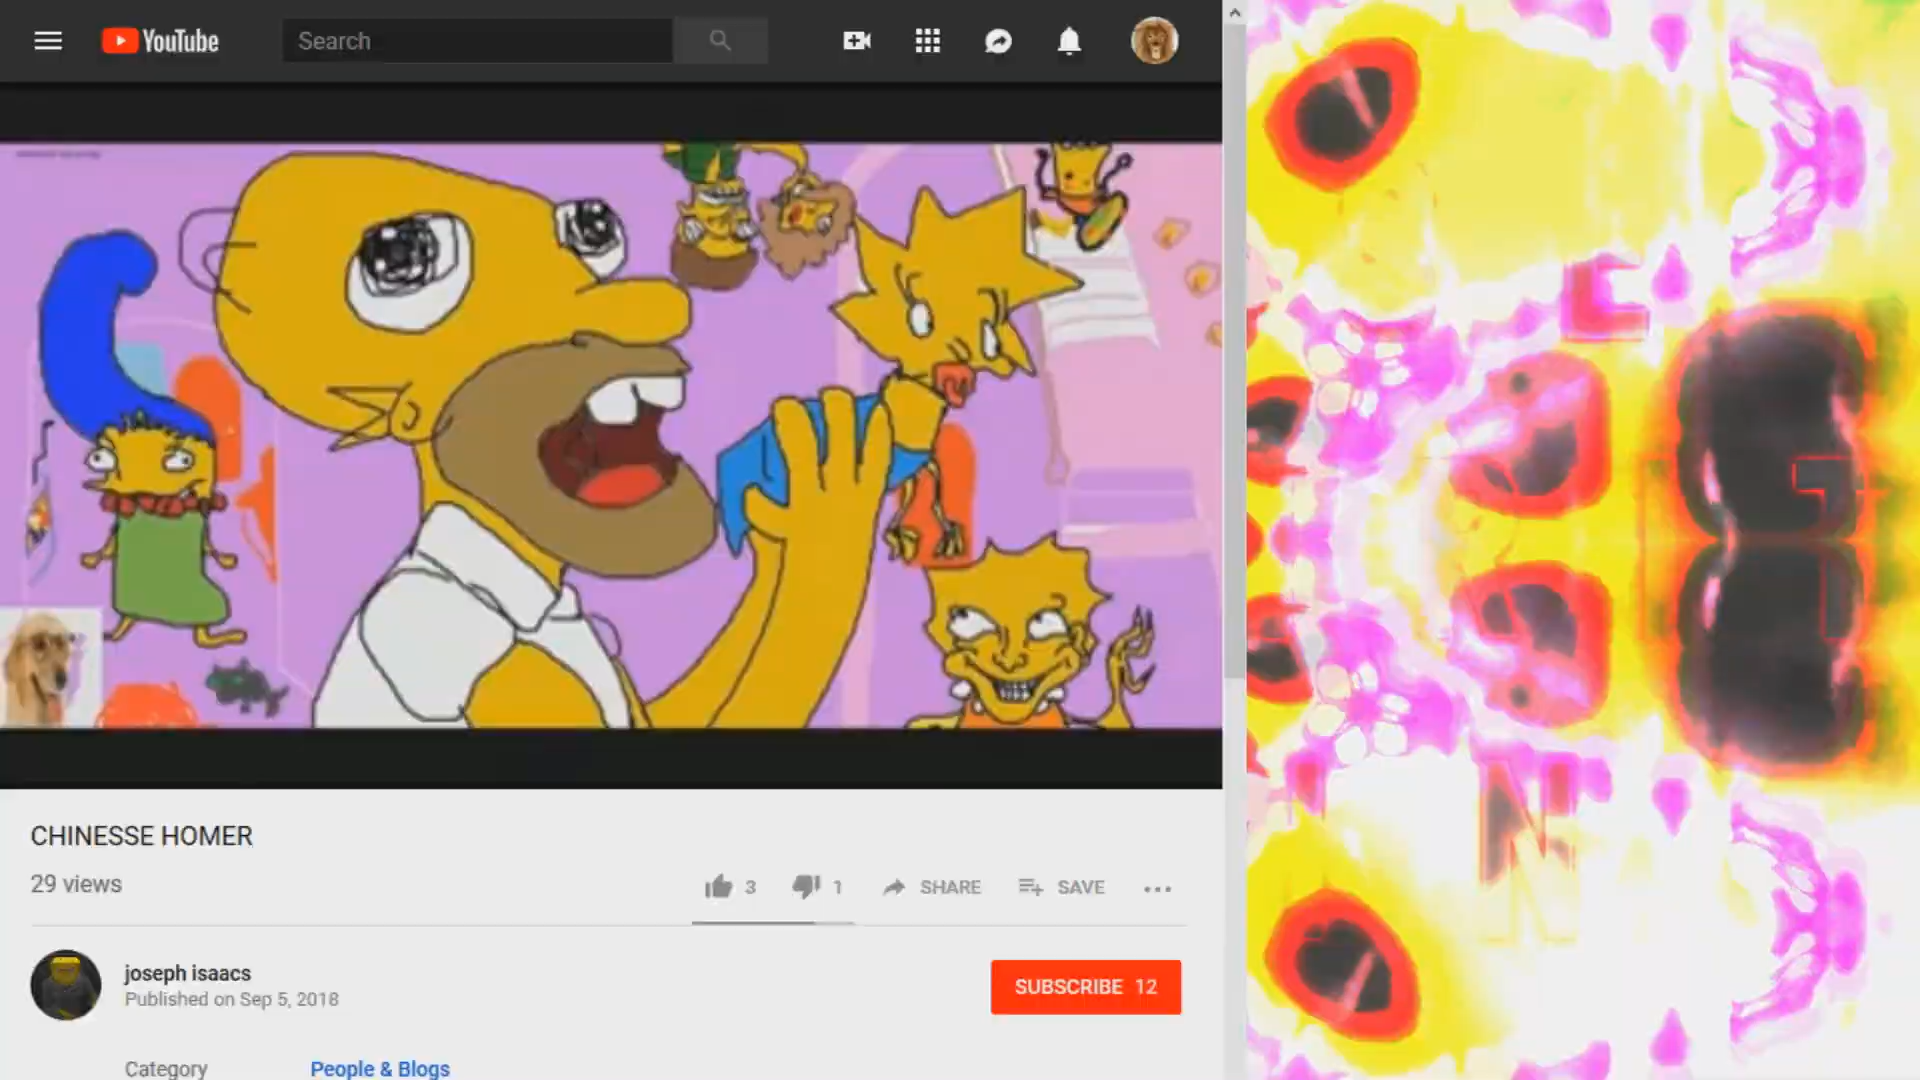 YouTube
Search
CHINESSE HOMER
29 views
3
1
SHARE
SAVE
joseph isaacs
Published on Sep 5, 2018
SUBSCRIBE 12
Category
People & Blogs